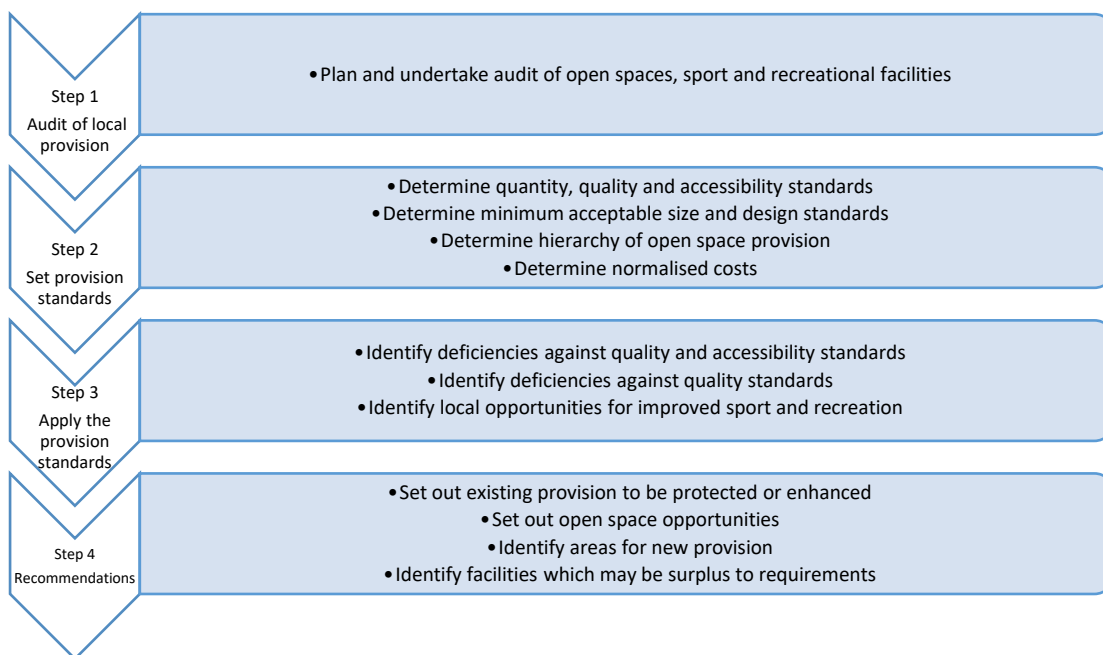 Step 1
Audit of local
provision
•Plan and undertake audit of open spaces, sport and recreational facilities
Step 2
Set provision
standards
•Determine quantity, quality and accessibility standards
•Determine minimum acceptable size and design standards
•Determine hierarchy of open space provision
•Determine normalised costs
Step 3
Apply the
provision
standards
•Identify deficiencies against quality and accessibility standards
•Identify deficiencies against quality standards
•Identify local opportunities for improved sport and recreation
Step 4
Recommendations
•Set out existing provision to be protected or enhanced
•Set out open space opportunities
•Identify areas for new provision
•Identify facilities which may be surplus to requirements